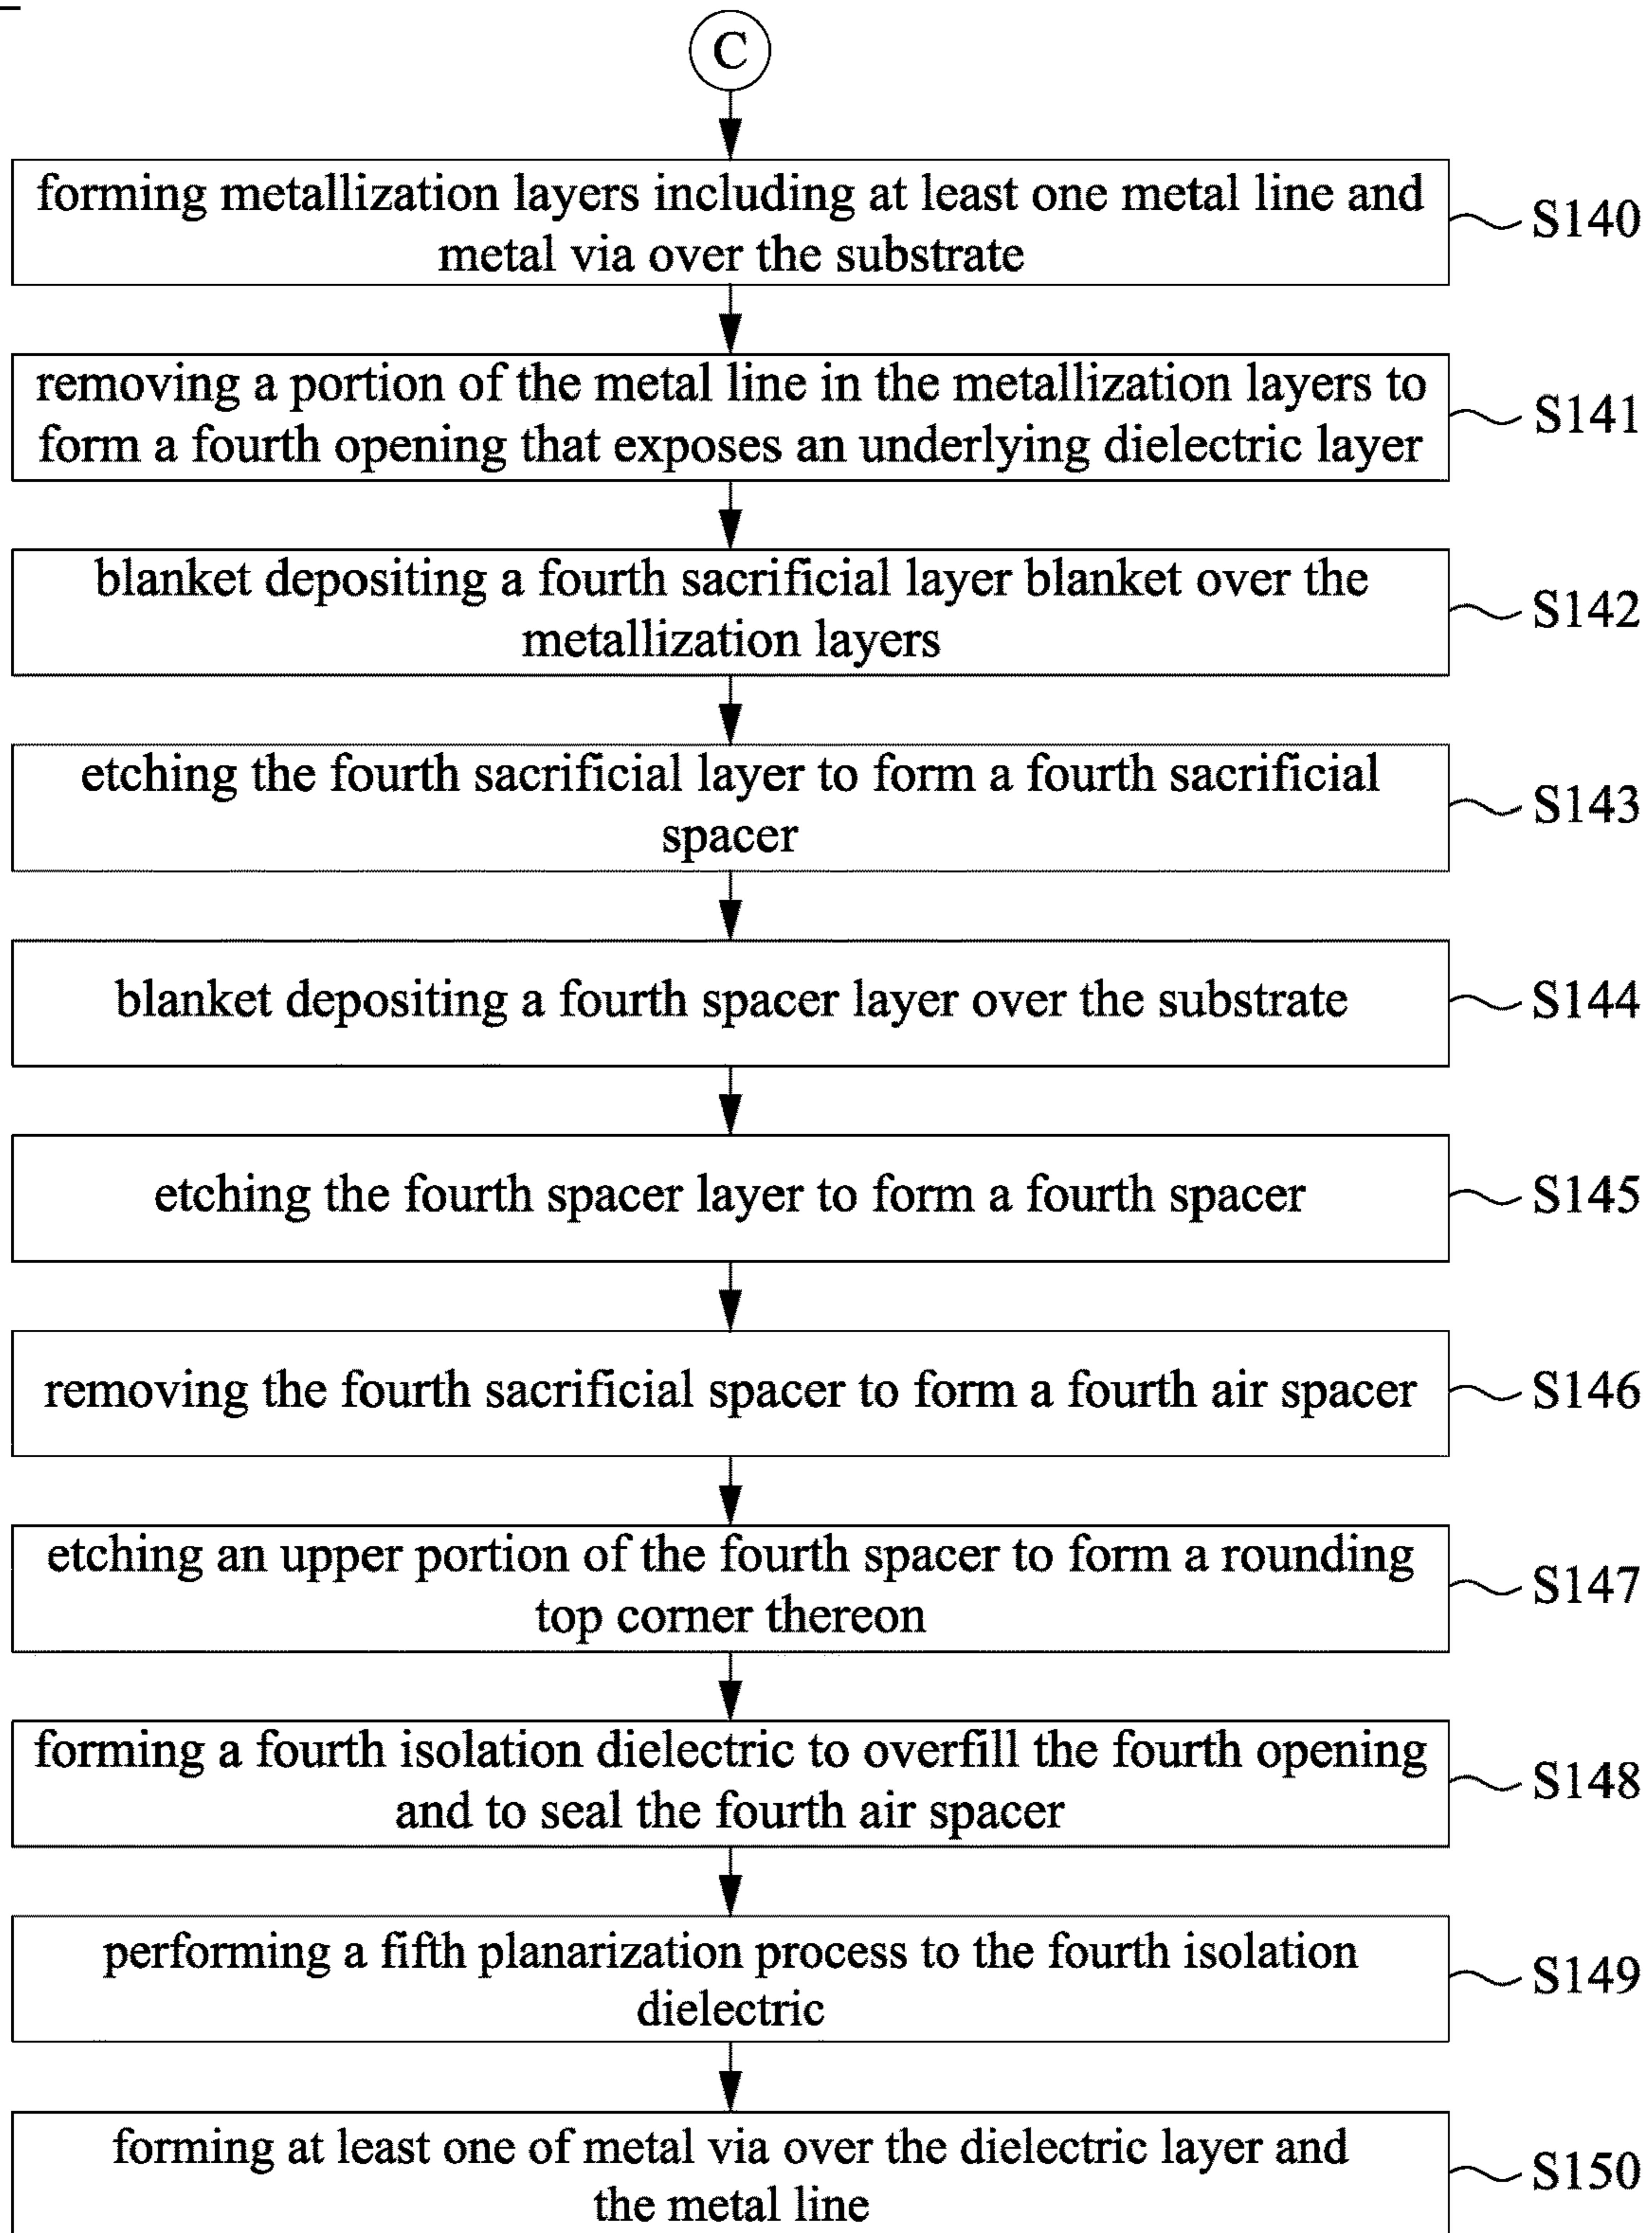 C
forming metallization layers including at least one metal line and
metal via over the substrate
S140
removing a portion of the metal line in the metallization layers to
form a fourth opening that exposes an underlying dielectric layer
S141
blanket depositing a fourth sacrificial layer blanket over the
metallization layers
S142
etching the fourth sacrificial layer to form a fourth sacrificial
spacer
S143
blanket depositing a fourth spacer layer over the substrate
S144
etching the fourth spacer layer to form a fourth spacer
S145
removing the fourth sacrificial spacer to form a fourth air spacer
S146
etching an upper portion of the fourth spacer to form a rounding
top corner thereon
S147
forming a fourth isolation dielectric to overfill the fourth opening
and to seal the fourth air spacer
S148
performing a fifth planarization process to the fourth isolation
dielectric
S149
forming at least one of metal via over the dielectric layer and
the metal line
S150